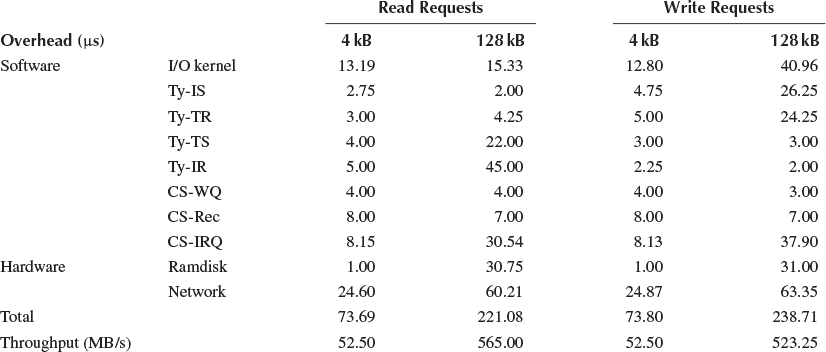 Read Requests Write Requests
Overhead (μs) 4 kB 128 kB 4 kB 128 kB
Software I/O kernel 13.19 15.33 12.80 40.96
Ty-IS 2.75 2.00 4.75 26.25
Ty-TR 3.00 4.25 5.00 24.25
Ty-TS 4.00 22.00 3.00 3.00
Ty-IR 5.00 45.00 2.25 2.00
CS-WQ 4.00 4.00 4.00 3.00
CS-Rec 8.00 7.00 8.00 7.00
CS-IRQ 8.15 30.54 8.13 37.90
Hardware Ramdisk 1.00 30.75 1.00 31.00
Network 24.60 60.21 24.87 63.35
Total 73.69 221.08 73.80 238.71
Throughput (MB/s) 52.50 565.00 52.50 523.25